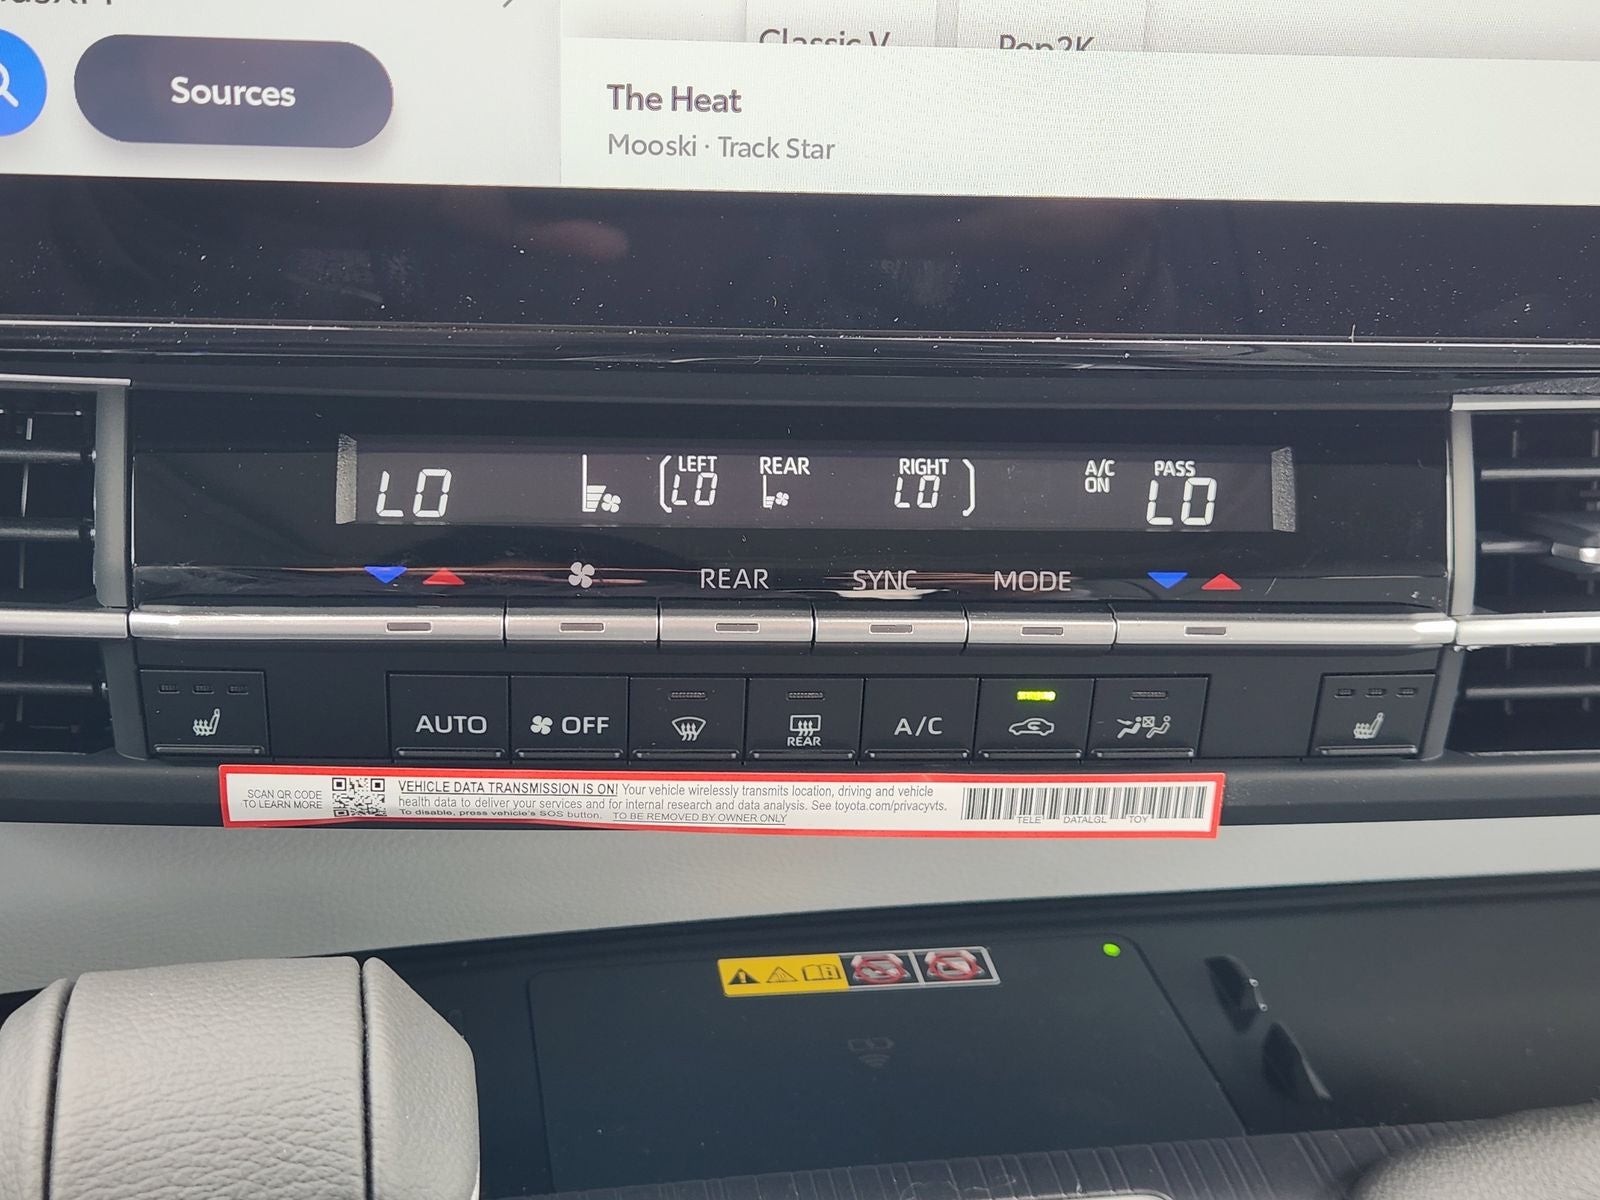 Classic V
Pop2K
Sources
The Heat
Mooski · Track Star
LO
LEFT
LO
REAR
RIGHT
LO
A/C
ON
PASS
LO
REAR
SYNC
MODE
AUTO
OFF
REAR
A/C
SCAN QR CODE
TO LEARN MORE
VEHICLE DATA TRANSMISSION IS ON! Your vehicle wirelessly transmits location, driving and vehicle
health data to deliver your services and for internal research and data analysis. See toyota.com/privacyvts.
To disable, press vehicle's SOS button. TO BE REMOVED BY OWNER ONLY
TELE DATALGL TOY